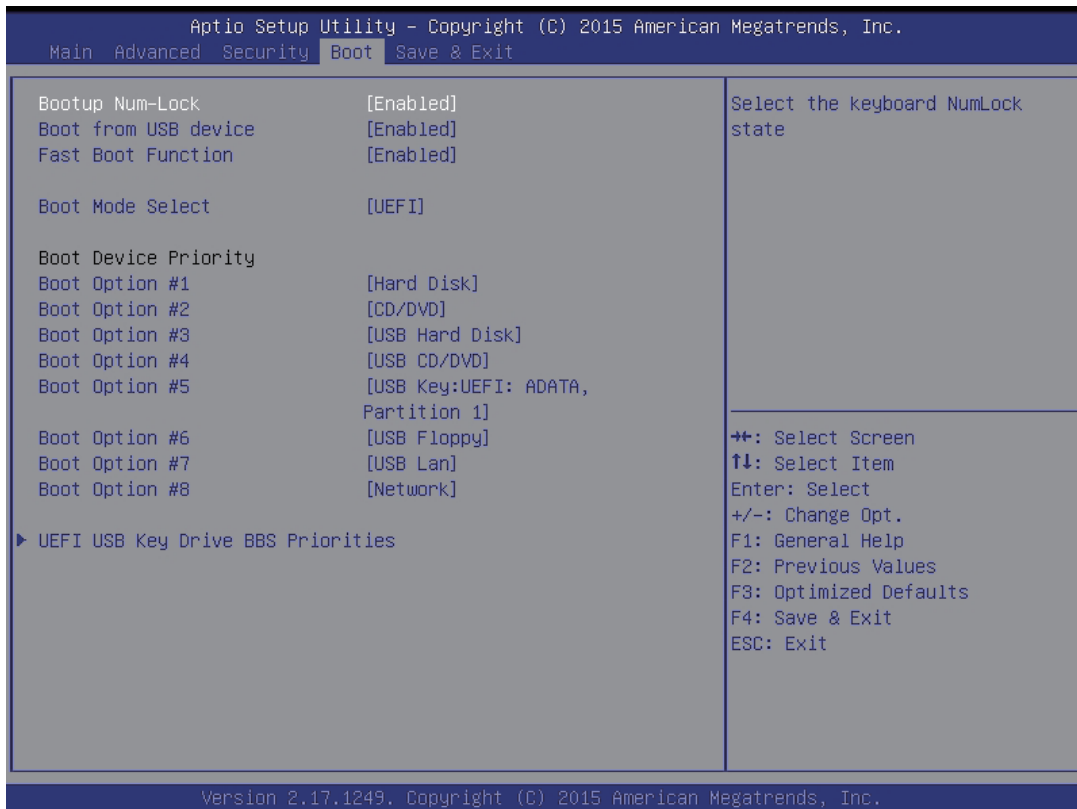 Aptio Setup Utility – Copyright (C) 2015 American Megatrends, Inc.
Main Advanced Security Boot Save & Exit
Bootup Num-Lock [Enabled]
Boot from USB device [Enabled]
Fast Boot Function [Enabled]
Boot Mode Select [UEFI]
Boot Device Priority
Boot Option #1 [Hard Disk]
Boot Option #2 [CD/DVD]
Boot Option #3 [USB Hard Disk]
Boot Option #4 [USB CD/DVD]
Boot Option #5 [USB Key:UEFI: ADATA,
Partition 1]
Boot Option #6 [USB Floppy]
Boot Option #7 [USB Lan]
Boot Option #8 [Network]
UEFI USB Key Drive BBS Priorities
Select the keyboard NumLock
state
→←: Select Screen
↑↓: Select Item
Enter: Select
+/-: Change Opt.
F1: General Help
F2: Previous Values
F3: Optimized Defaults
F4: Save & Exit
ESC: Exit
Version 2.17.1249. Copyright (C) 2015 American Megatrends, Inc.